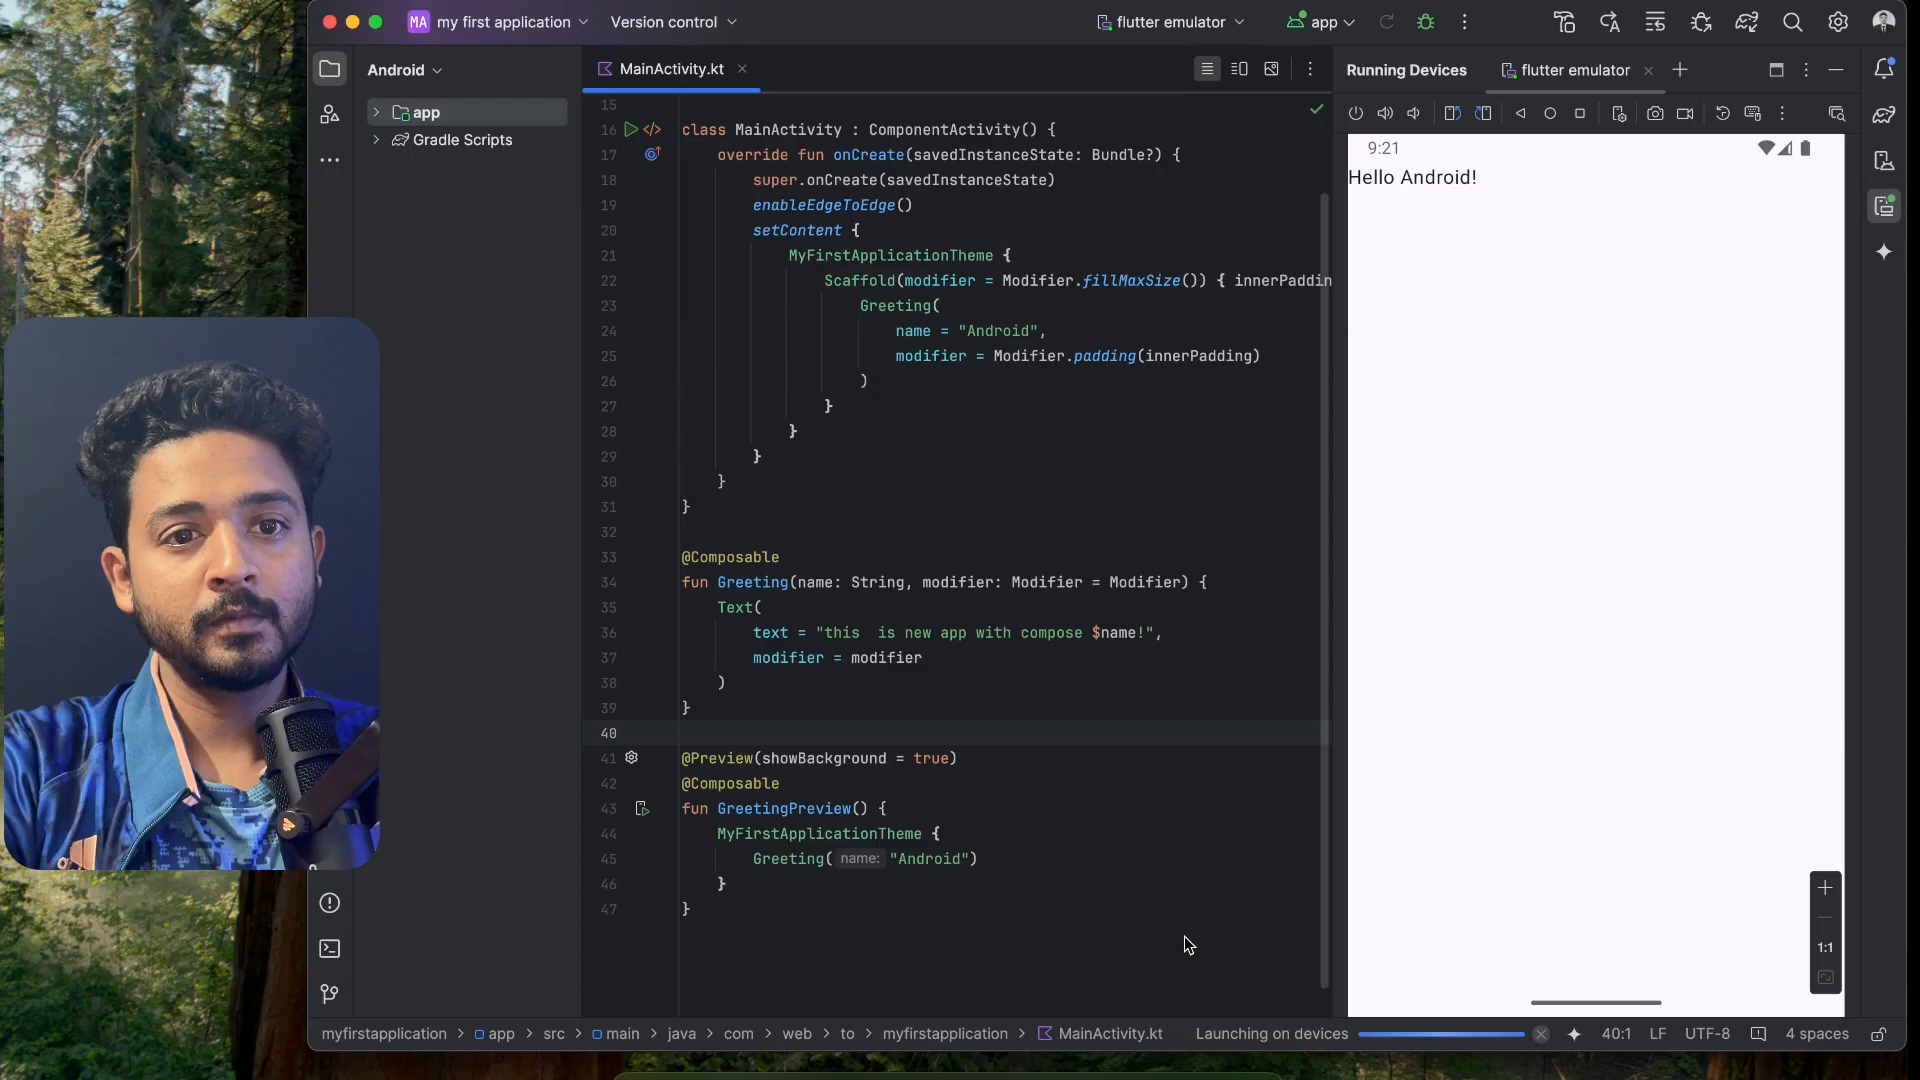 MA my first application
Version control
flutter emulator
app
Android
app
Gradle Scripts
MainActivity.kt
15
16 class MainActivity : ComponentActivity() {
17 override fun onCreate(savedInstanceState: Bundle?) {
18 super.onCreate(savedInstanceState)
19 enableEdgeToEdge()
20 setContent {
21 MyFirstApplicationTheme {
22 Scaffold(modifier = Modifier.fillMaxSize()) { innerPaddin
23 Greeting(
24 name = "Android",
25 modifier = Modifier.padding(innerPadding)
26 )
27 }
28 }
29 }
30 }
31 }
32
33 @Composable
34 fun Greeting(name: String, modifier: Modifier = Modifier) {
35 Text(
36 text = "this  is new app with compose $name!",
37 modifier = modifier
38 )
39 }
40
41 @Preview(showBackground = true)
42 @Composable
43 fun GreetingPreview() {
44 MyFirstApplicationTheme {
45 Greeting( name: "Android")
46 }
47 }
Running Devices
flutter emulator
9:21
Hello Android!
1:1
myfirstapplication > app > src > main > java > com > web > to > myfirstapplication > MainActivity.kt
Launching on devices
40:1 LF UTF-8 4 spaces